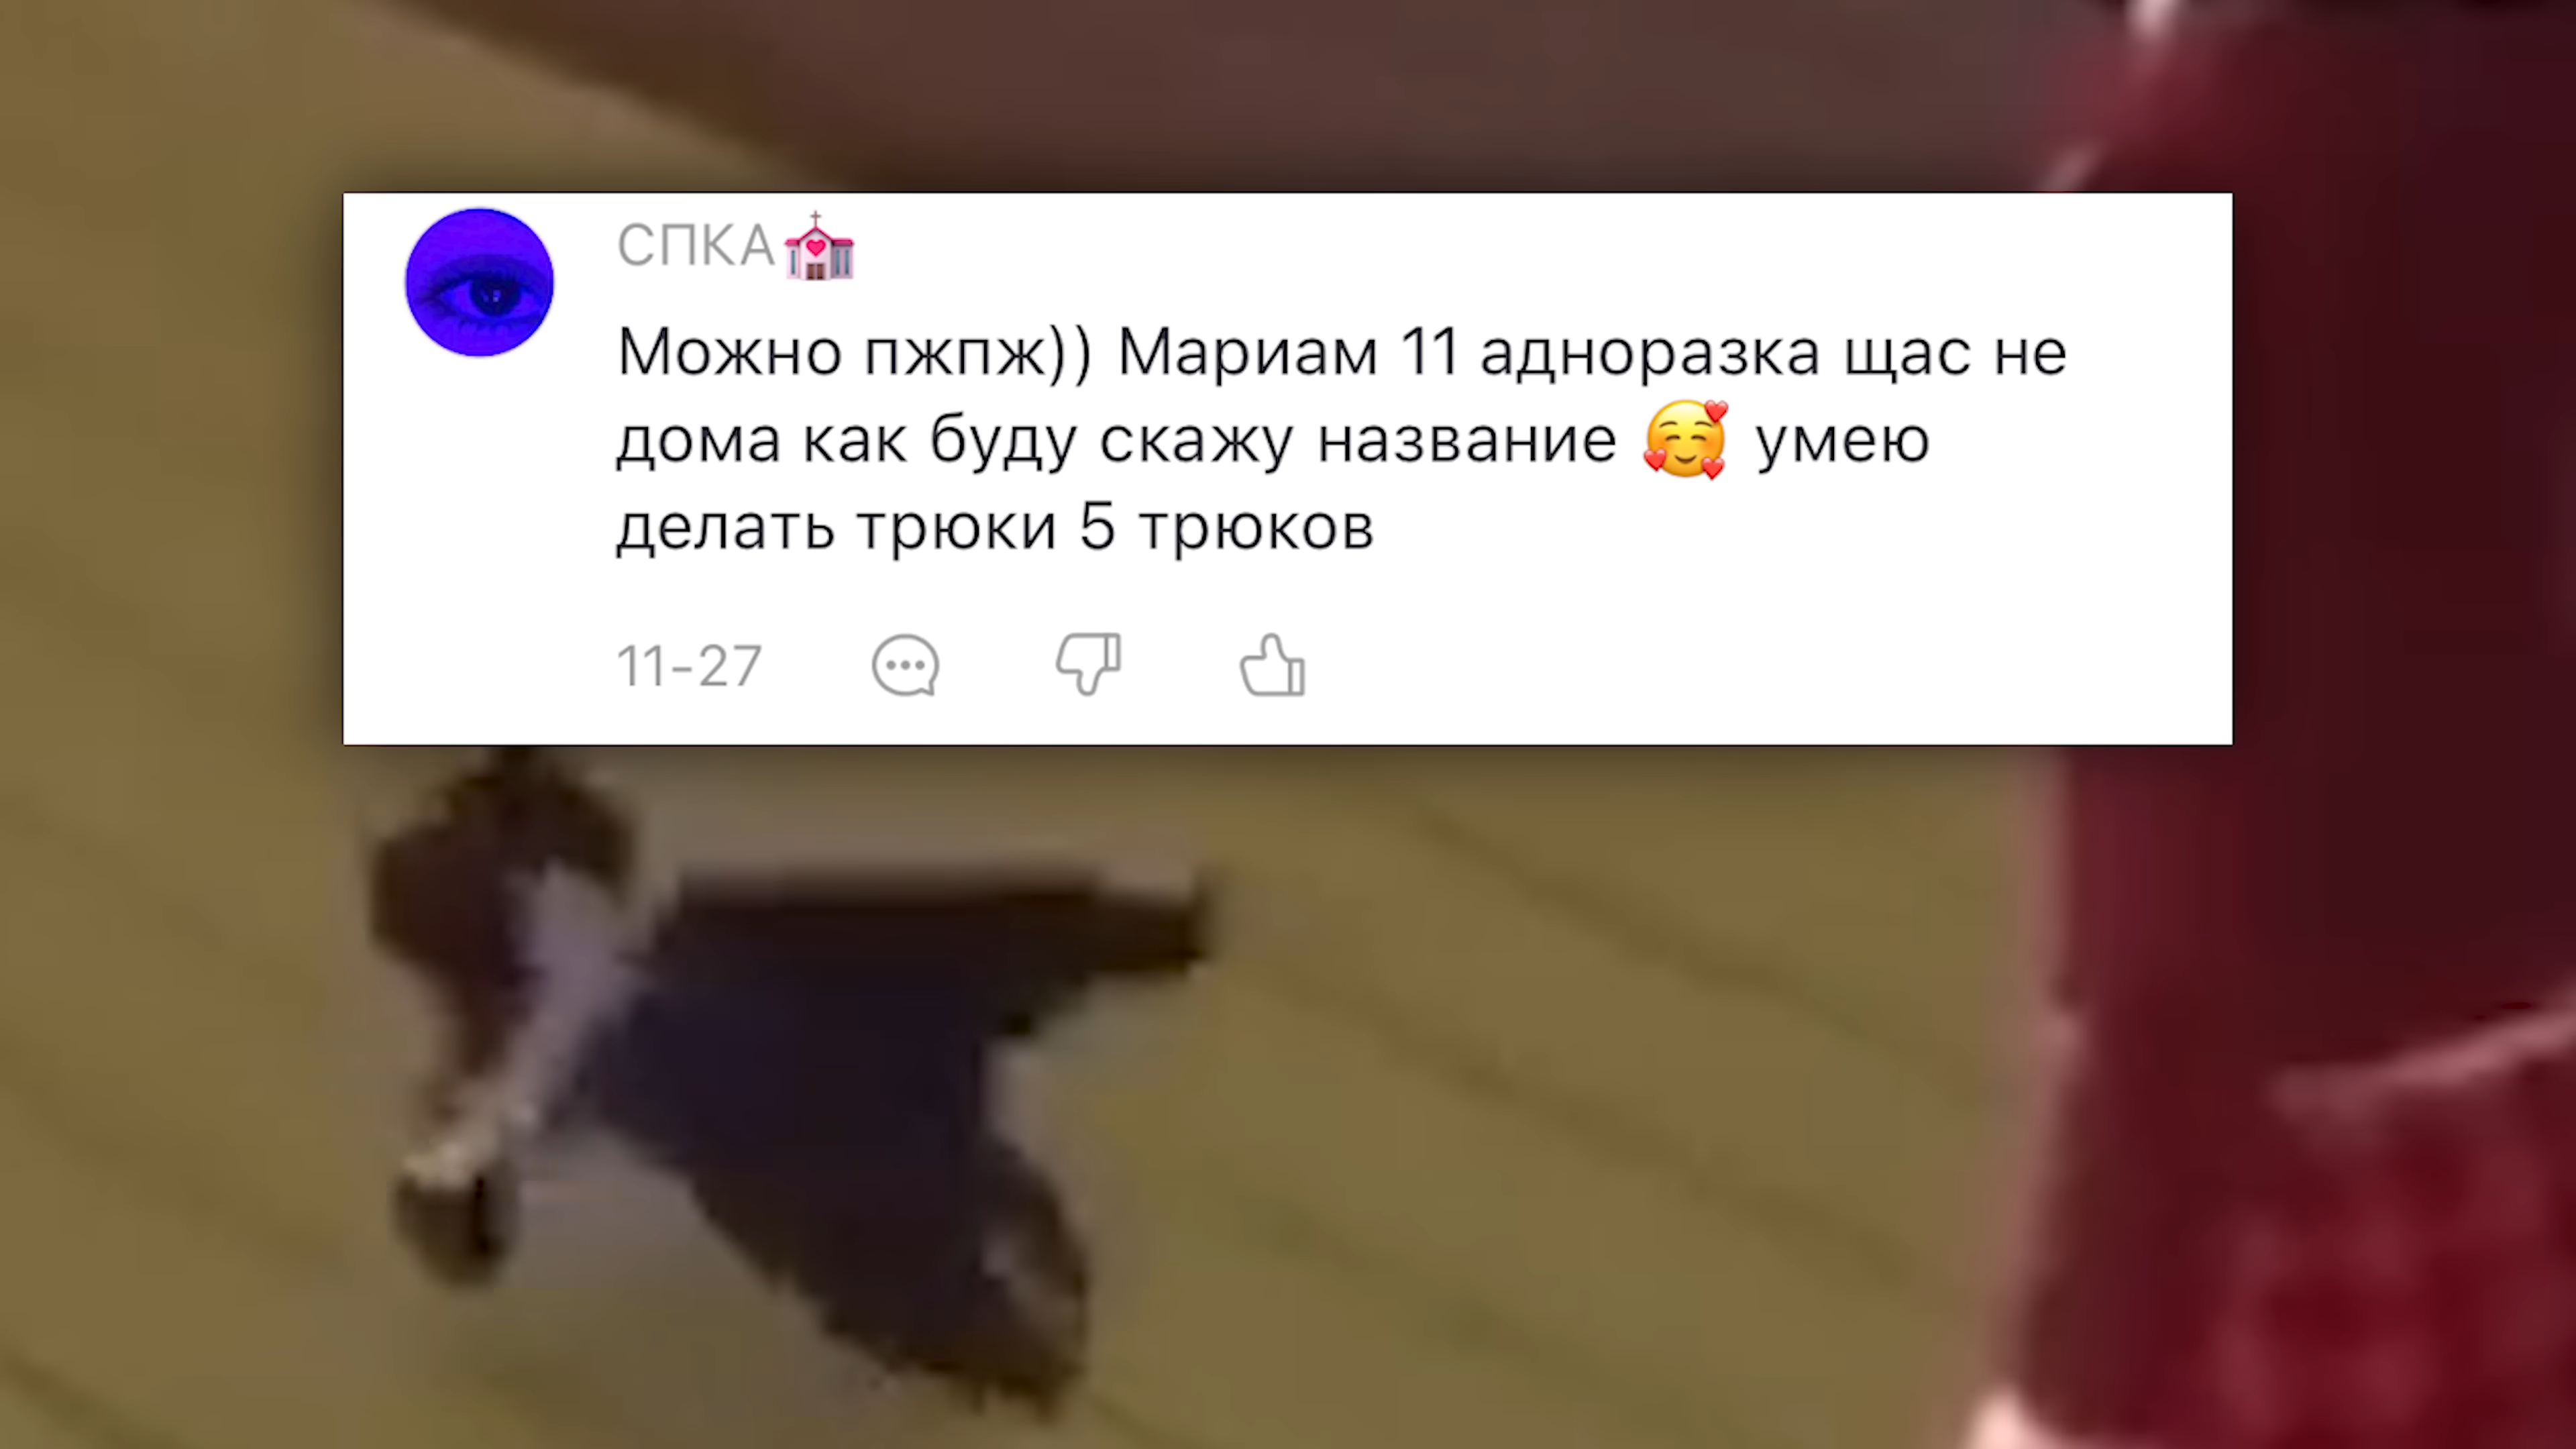 СПКА💒
Можно пжпж)) Мариам 11 адноразка щас не
дома как буду скажу название 🥰 умею
делать трюки 5 трюков
11-27